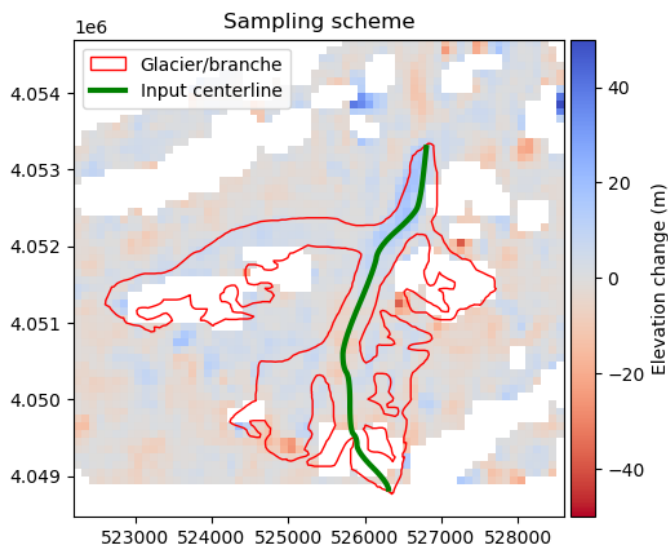 Sampling scheme
1e6
Glacier/branche
Input centerline
4.054
4.053
4.052
4.051
4.050
4.049
523000 524000 525000 526000 527000 528000
40
20
0
−20
−40
Elevation change (m)